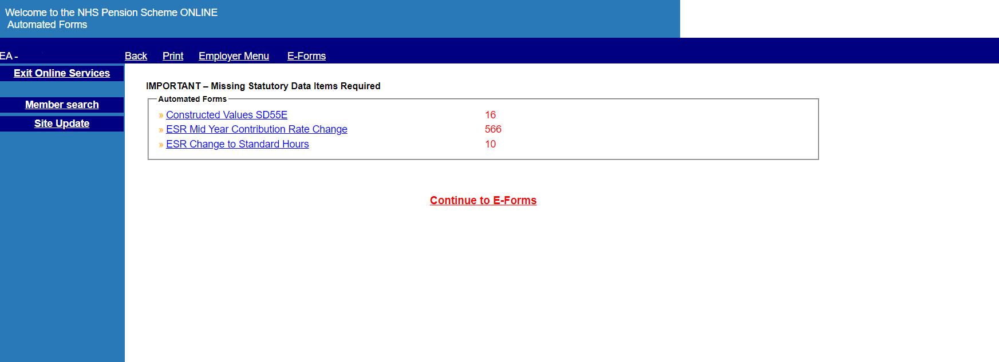 Welcome to the NHS Pension Scheme ONLINE
Automated Forms
EA -
Back Print Employer Menu E-Forms
Exit Online Services
Member search
Site Update
IMPORTANT – Missing Statutory Data Items Required
Automated Forms
» Constructed Values SD55E 16
» ESR Mid Year Contribution Rate Change 566
» ESR Change to Standard Hours 10
Continue to E-Forms